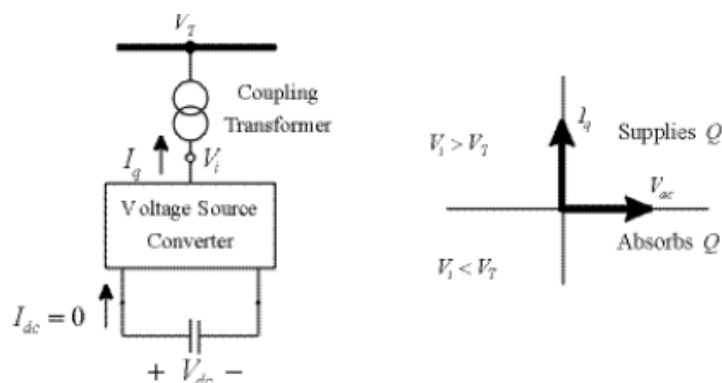 V_T
Coupling
Transformer
I_q
V_i
Voltage Source
Converter
I_dc = 0
+ V_dc −
I_q
Supplies Q
V_i > V_T
V_ac
Absorbs Q
V_i < V_T